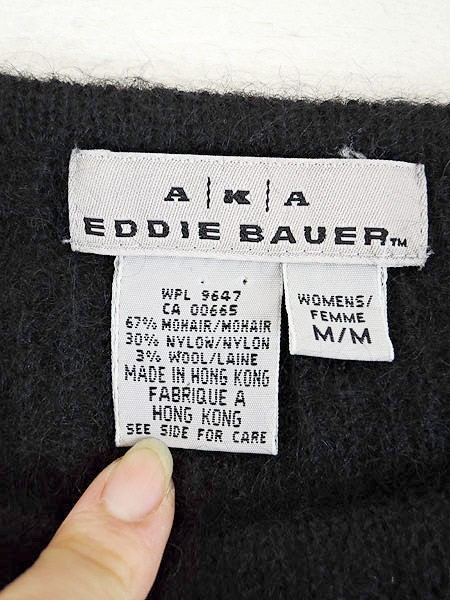 A|K|A
EDDIE BAUER™
WPL 9647
CA 00665
67% MOHAIR/MOHAIR
30% NYLON/NYLON
3% WOOL/LAINE
MADE IN HONG KONG
FABRIQUE A
HONG KONG
SEE SIDE FOR CARE
WOMENS/
FEMME
M/M